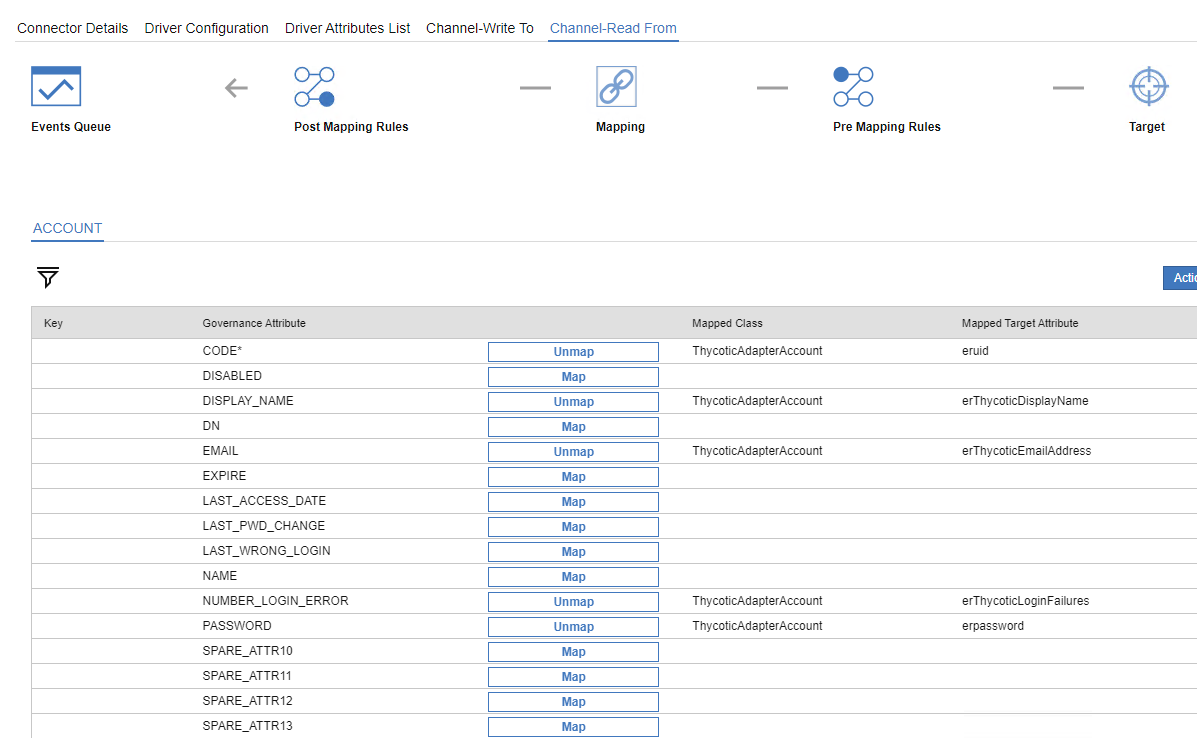 Connector Details Driver Configuration Driver Attributes List Channel-Write To Channel-Read From
Events Queue Post Mapping Rules Mapping Pre Mapping Rules Target
ACCOUNT
Key Governance Attribute Mapped Class Mapped Target Attribute
CODE* Unmap ThycoticAdapterAccount eruid
DISABLED Map
DISPLAY_NAME Unmap ThycoticAdapterAccount erThycoticDisplayName
DN Map
EMAIL Unmap ThycoticAdapterAccount erThycoticEmailAddress
EXPIRE Map
LAST_ACCESS_DATE Map
LAST_PWD_CHANGE Map
LAST_WRONG_LOGIN Map
NAME Map
NUMBER_LOGIN_ERROR Unmap ThycoticAdapterAccount erThycoticLoginFailures
PASSWORD Unmap ThycoticAdapterAccount erpassword
SPARE_ATTR10 Map
SPARE_ATTR11 Map
SPARE_ATTR12 Map
SPARE_ATTR13 Map